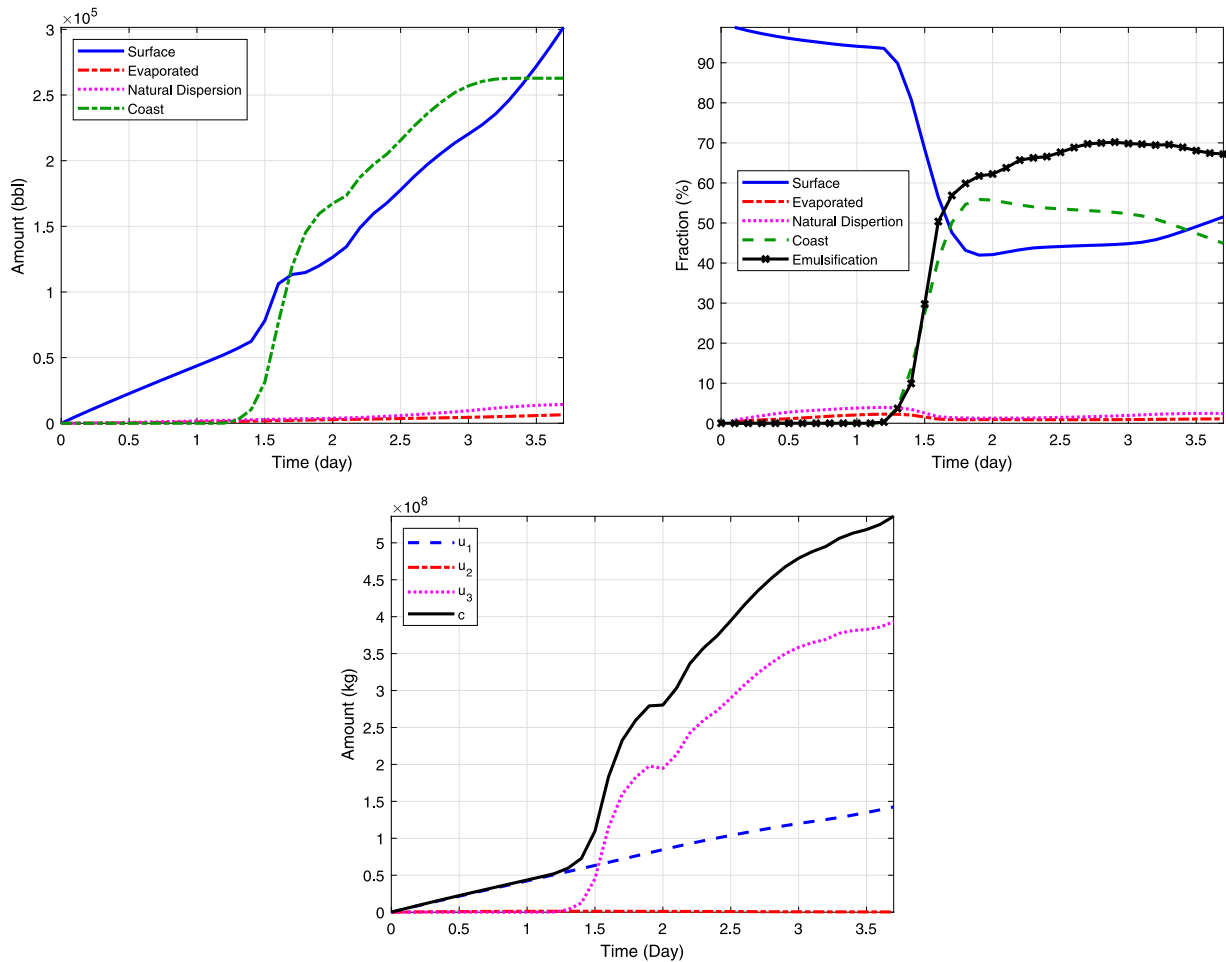 ×10^5
3
2.5
2
1.5
1
0.5
0
Amount (bbl)
Surface
Evaporated
Natural Dispersion
Coast
0 0.5 1 1.5 2 2.5 3 3.5
Time (day)
90
80
70
60
50
40
30
20
10
0
Fraction (%)
Surface
Evaporated
Natural Dispertion
Coast
Emulsification
0 0.5 1 1.5 2 2.5 3 3.5
Time (day)
×10^8
5
4.5
4
3.5
3
2.5
2
1.5
1
0.5
0
Amount (kg)
u_1
u_2
u_3
c
0 0.5 1 1.5 2 2.5 3 3.5
Time (Day)